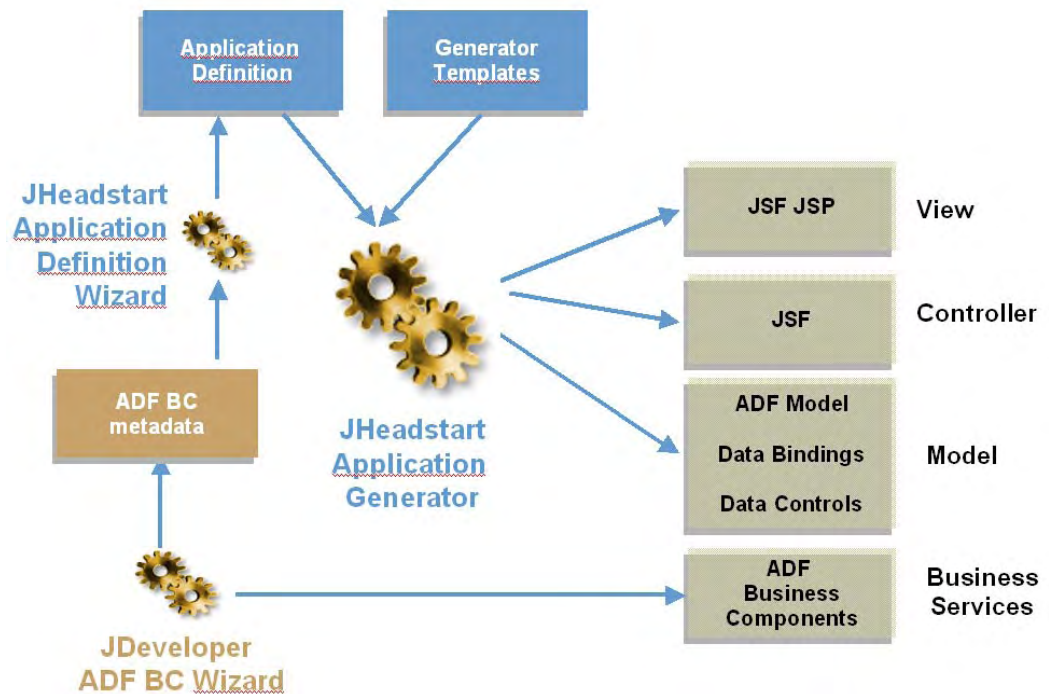 Application
Definition
Generator
Templates
JHeadstart
Application
Definition
Wizard
JSF JSP
View
JSF
Controller
ADF BC
metadata
JHeadstart
Application
Generator
ADF Model
Data Bindings
Data Controls
Model
ADF
Business
Components
Business
Services
JDeveloper
ADF BC Wizard